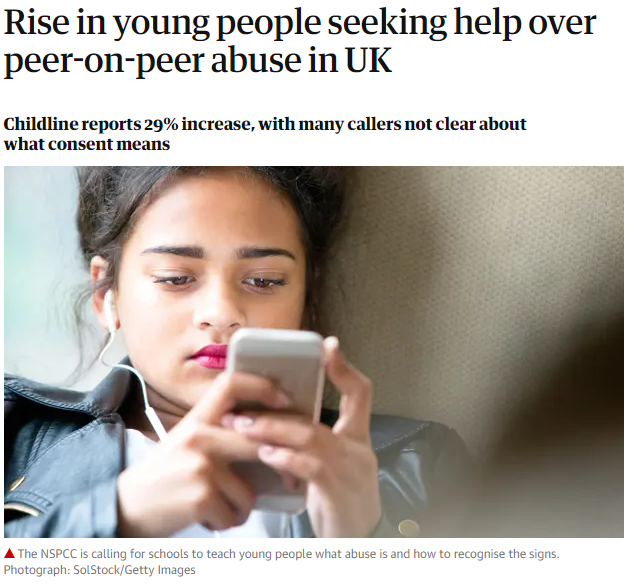 Rise in young people seeking help over
peer-on-peer abuse in UK
Childline reports 29% increase, with many callers not clear about
what consent means
The NSPCC is calling for schools to teach young people what abuse is and how to recognise the signs.
Photograph: SolStock/Getty Images